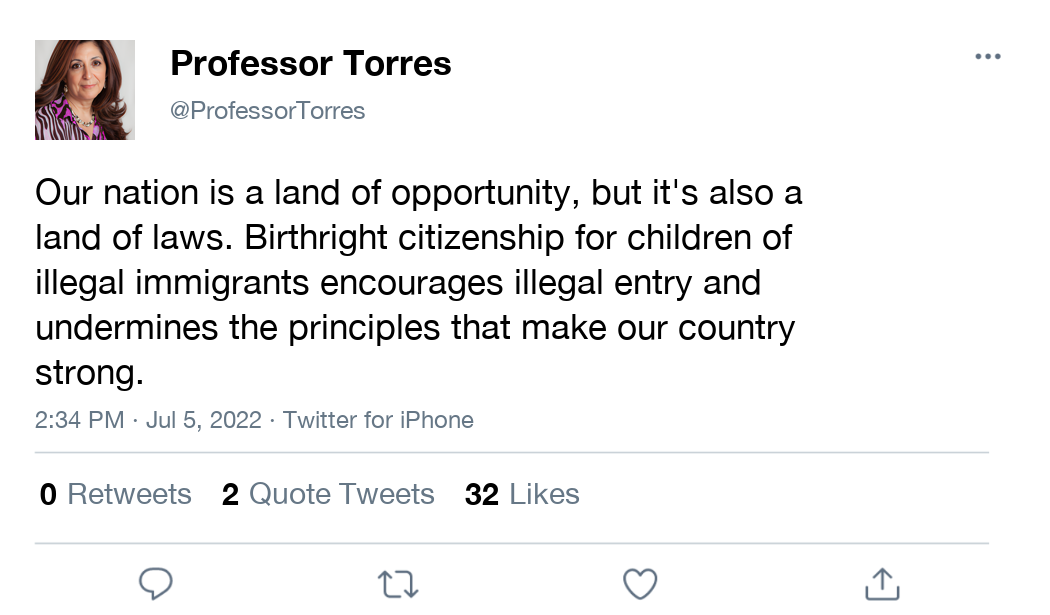 Professor Torres
@ProfessorTorres
Our nation is a land of opportunity, but it's also a
land of laws. Birthright citizenship for children of
illegal immigrants encourages illegal entry and
undermines the principles that make our country
strong.
2:34 PM · Jul 5, 2022 · Twitter for iPhone
0 Retweets 2 Quote Tweets 32 Likes